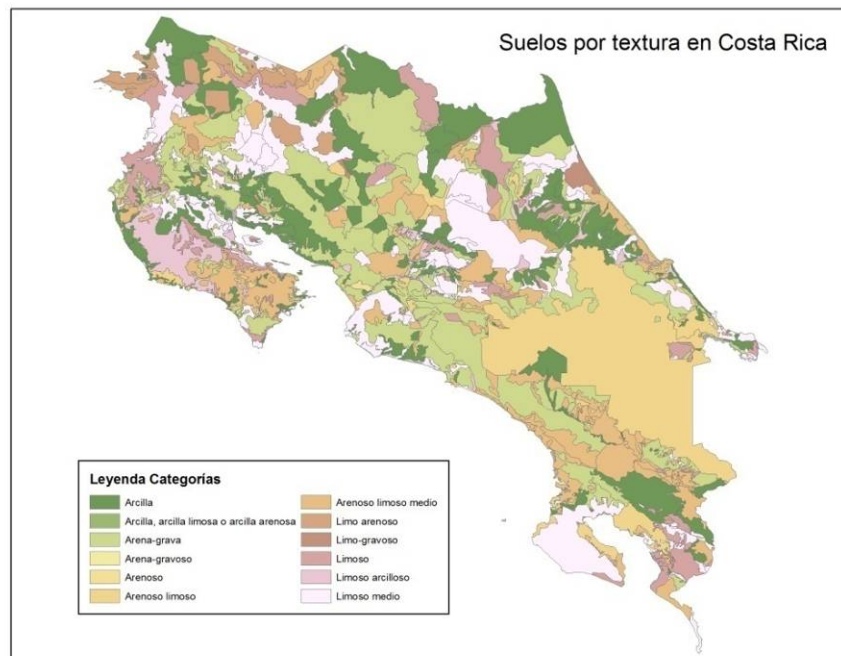 Suelos por textura en Costa Rica
Leyenda Categorías
Arcilla
Arcilla, arcilla limosa o arcilla arenosa
Arena-grava
Arena-gravoso
Arenoso
Arenoso limoso
Arenoso limoso medio
Limo arenoso
Limo-gravoso
Limoso
Limoso arcilloso
Limoso medio